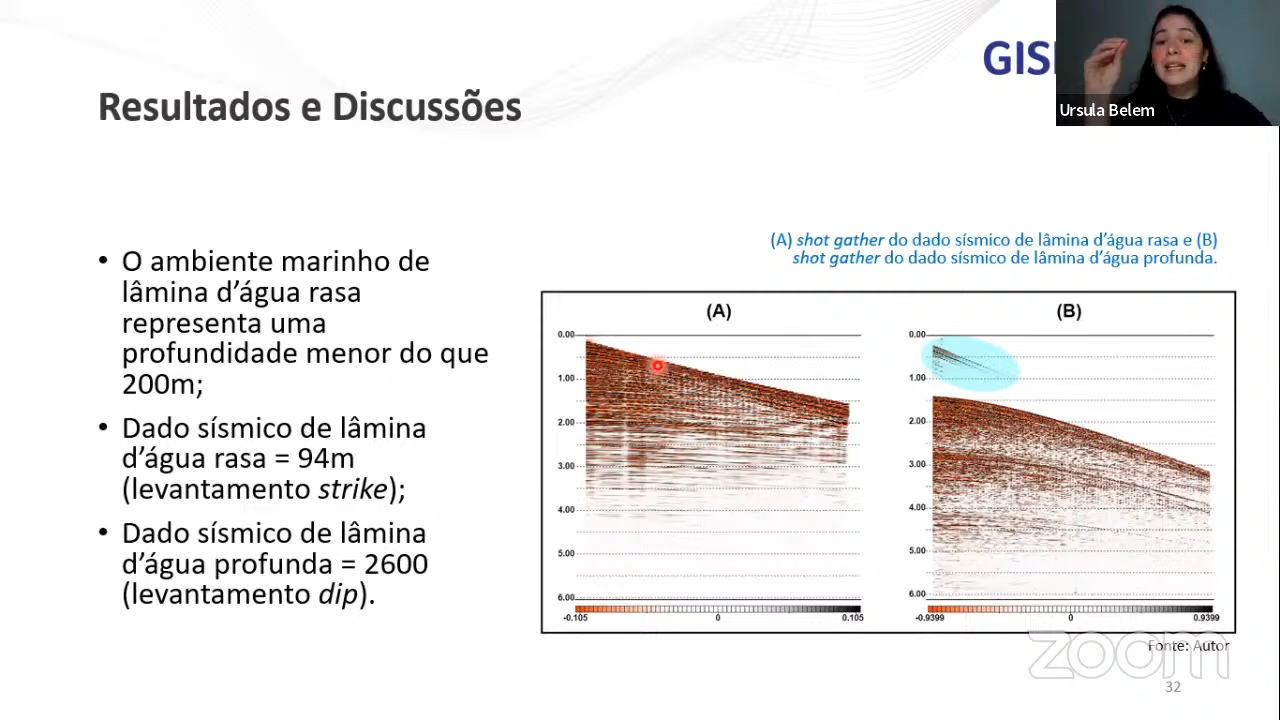 GIS
Ursula Belem
Resultados e Discussões
(A) shot gather do dado sísmico de lâmina d'água rasa e (B)
shot gather do dado sísmico de lâmina d'água profunda.
• O ambiente marinho de
lâmina d'água rasa
representa uma
profundidade menor do que
200m;
• Dado sísmico de lâmina
d'água rasa = 94m
(levantamento strike);
• Dado sísmico de lâmina
d'água profunda = 2600
(levantamento dip).
(A)
0.00
1.00
2.00
3.00
4.00
5.00
6.00
-0.105 0 0.105
(B)
0.00
1.00
2.00
3.00
4.00
5.00
6.00
-0.9399 0 0.9399
Fonte: Autor
zoom
32